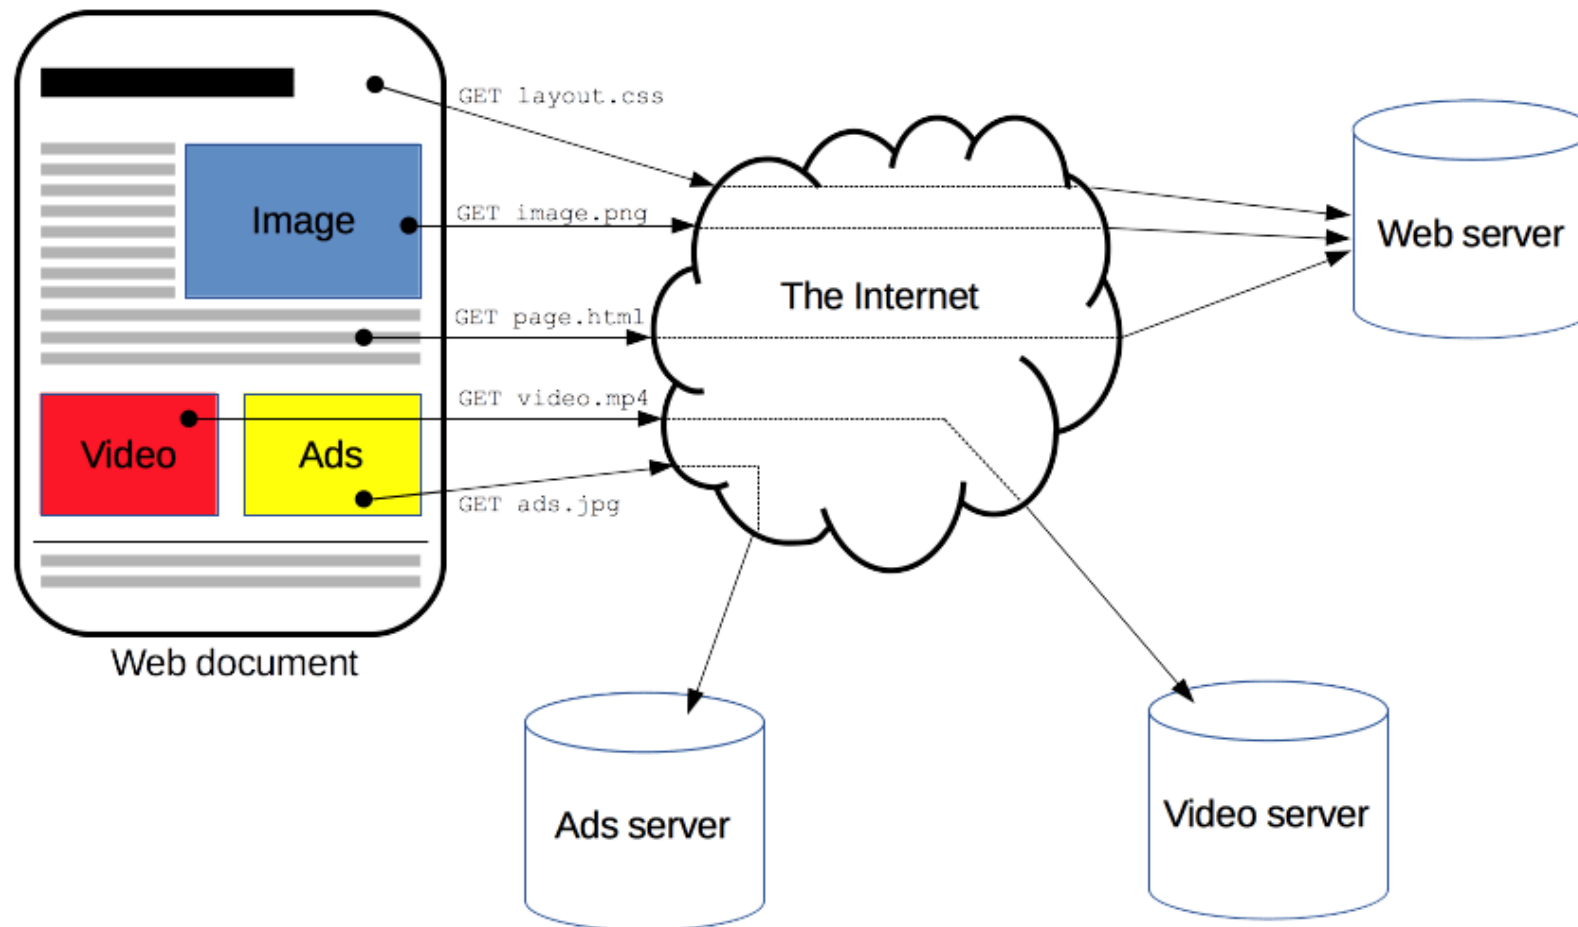 GET layout.css
Image
GET image.png
Web server
The Internet
GET page.html
GET video.mp4
Video
Ads
GET ads.jpg
Web document
Ads server
Video server